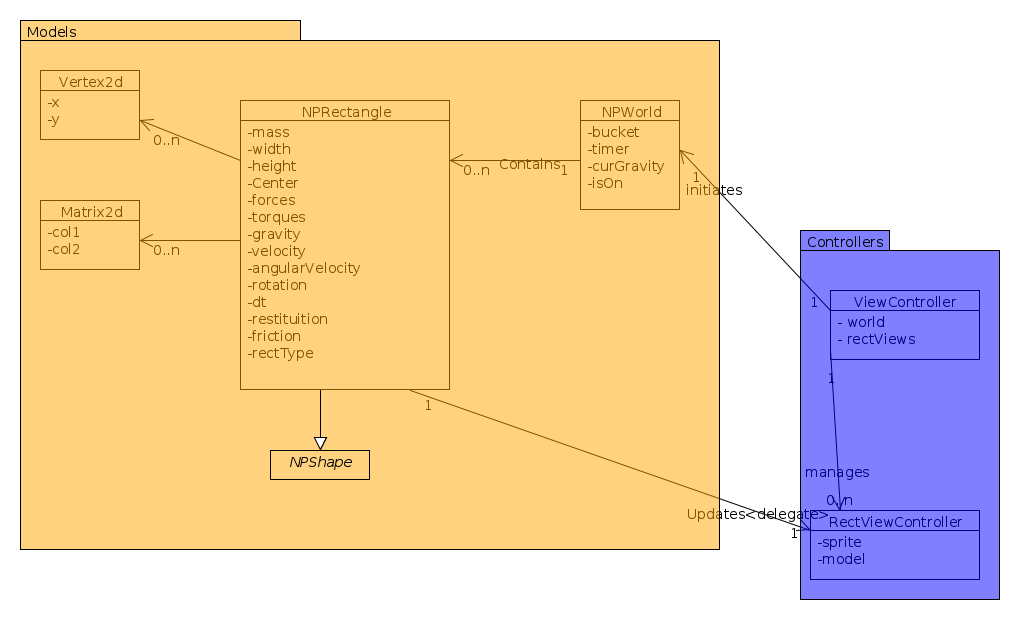 Models
Vertex2d
-x
-y
0..n
Matrix2d
-col1
-col2
0..n
NPRectangle
-mass
-width
-height
-Center
-forces
-torques
-gravity
-velocity
-angularVelocity
-rotation
-dt
-restituition
-friction
-rectType
0..n
Contains
1
NPWorld
-bucket
-timer
-curGravity
-isOn
1
initiates
NPShape
1
Updates<delegate>
1
Controllers
1
ViewController
- world
- rectViews
1
manages
0..n
RectViewController
-sprite
-model